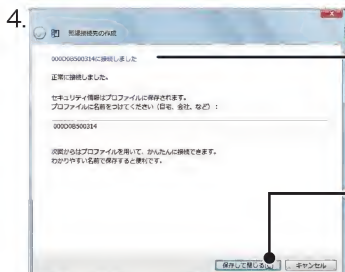 4.
無線接続先の作成
000D0B500314に接続しました
正常に接続しました。
セキュリティ情報はプロファイルに保存されます。
プロファイルに名前をつけてください（自宅、会社、など）：
000D0B500314
次回からはプロファイルを用いて、かんたんに接続できます。
わかりやすい名前で保存すると便利です。
保存して閉じる(C)
キャンセル